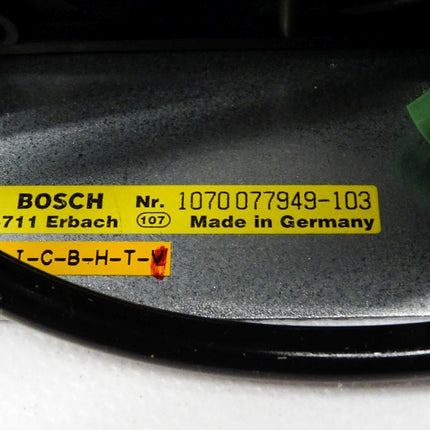 BOSCH Nr. 1070 077949-103
711 Erbach 107 Made in Germany
I-C-B-H-T-